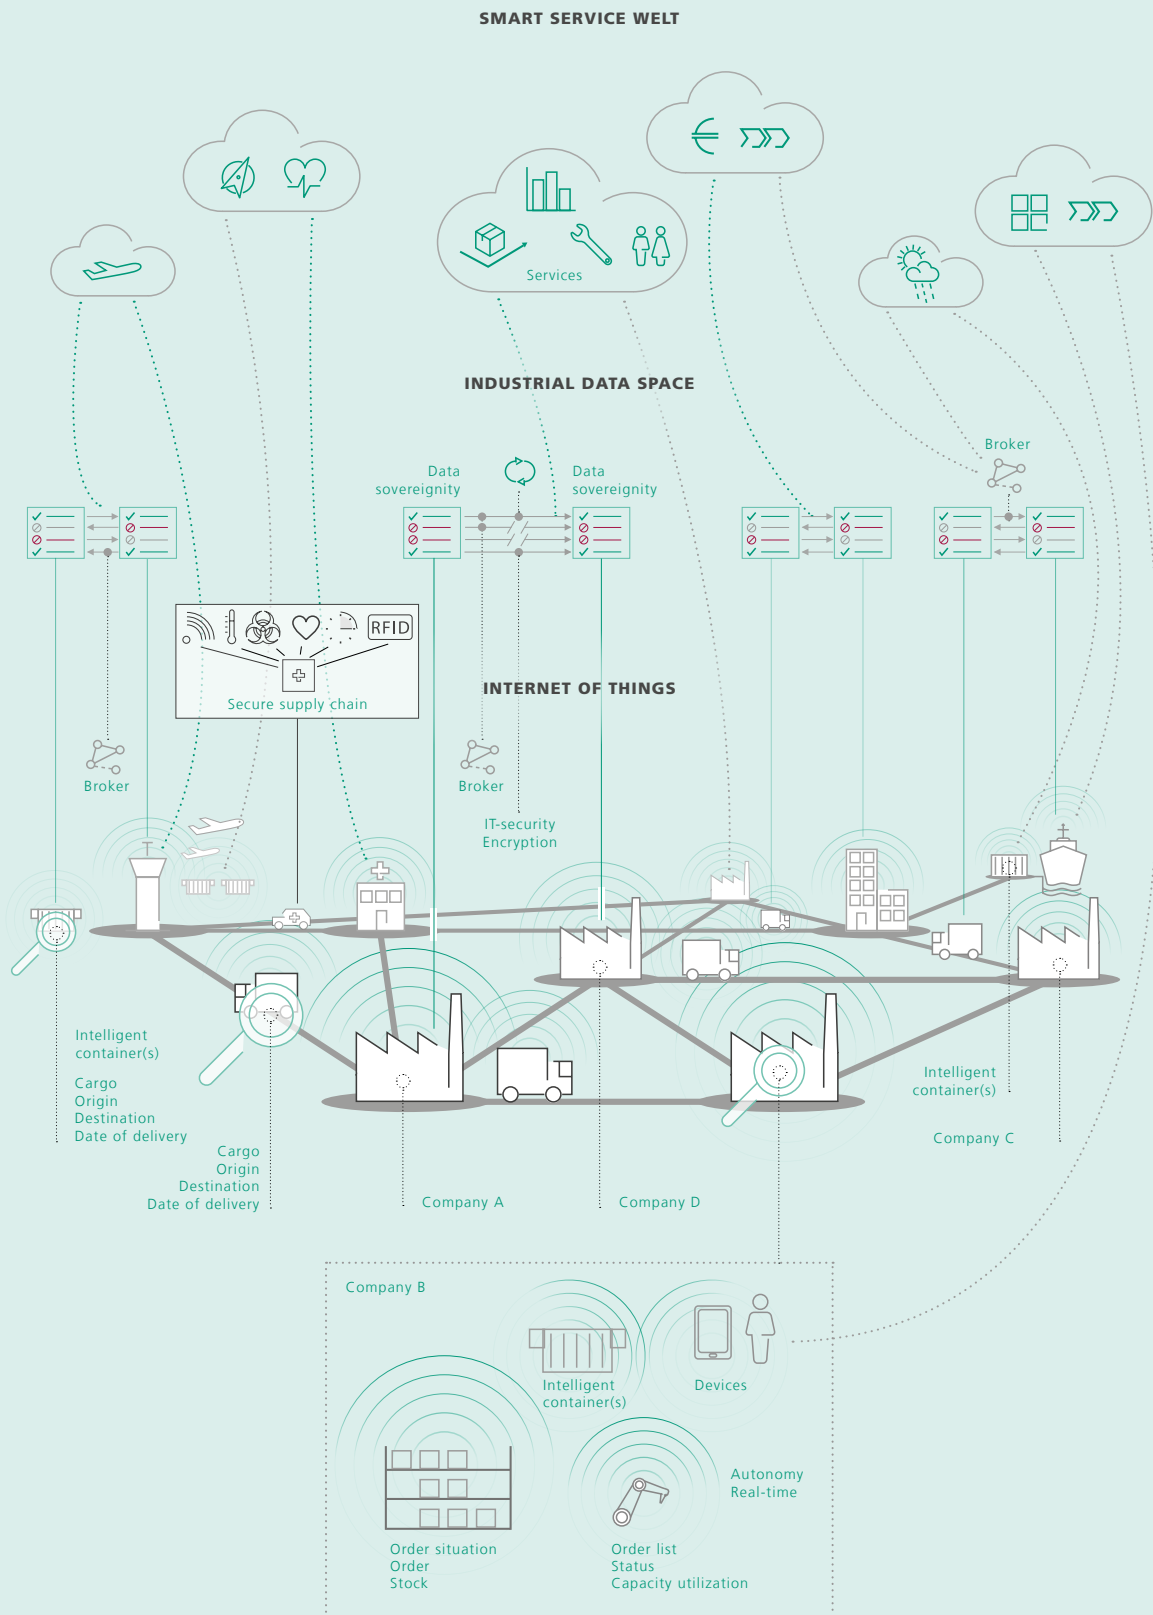 SMART SERVICE WELT
Services
INDUSTRIAL DATA SPACE
Broker
Data
sovereignity
Data
sovereignity
RFID
Secure supply chain
INTERNET OF THINGS
Broker
Broker
IT-security
Encryption
Intelligent
container(s)
Cargo
Origin
Destination
Date of delivery
Cargo
Origin
Destination
Date of delivery
Company A
Company D
Intelligent
container(s)
Company C
Company B
Intelligent
container(s)
Devices
Autonomy
Real-time
Order situation
Order
Stock
Order list
Status
Capacity utilization